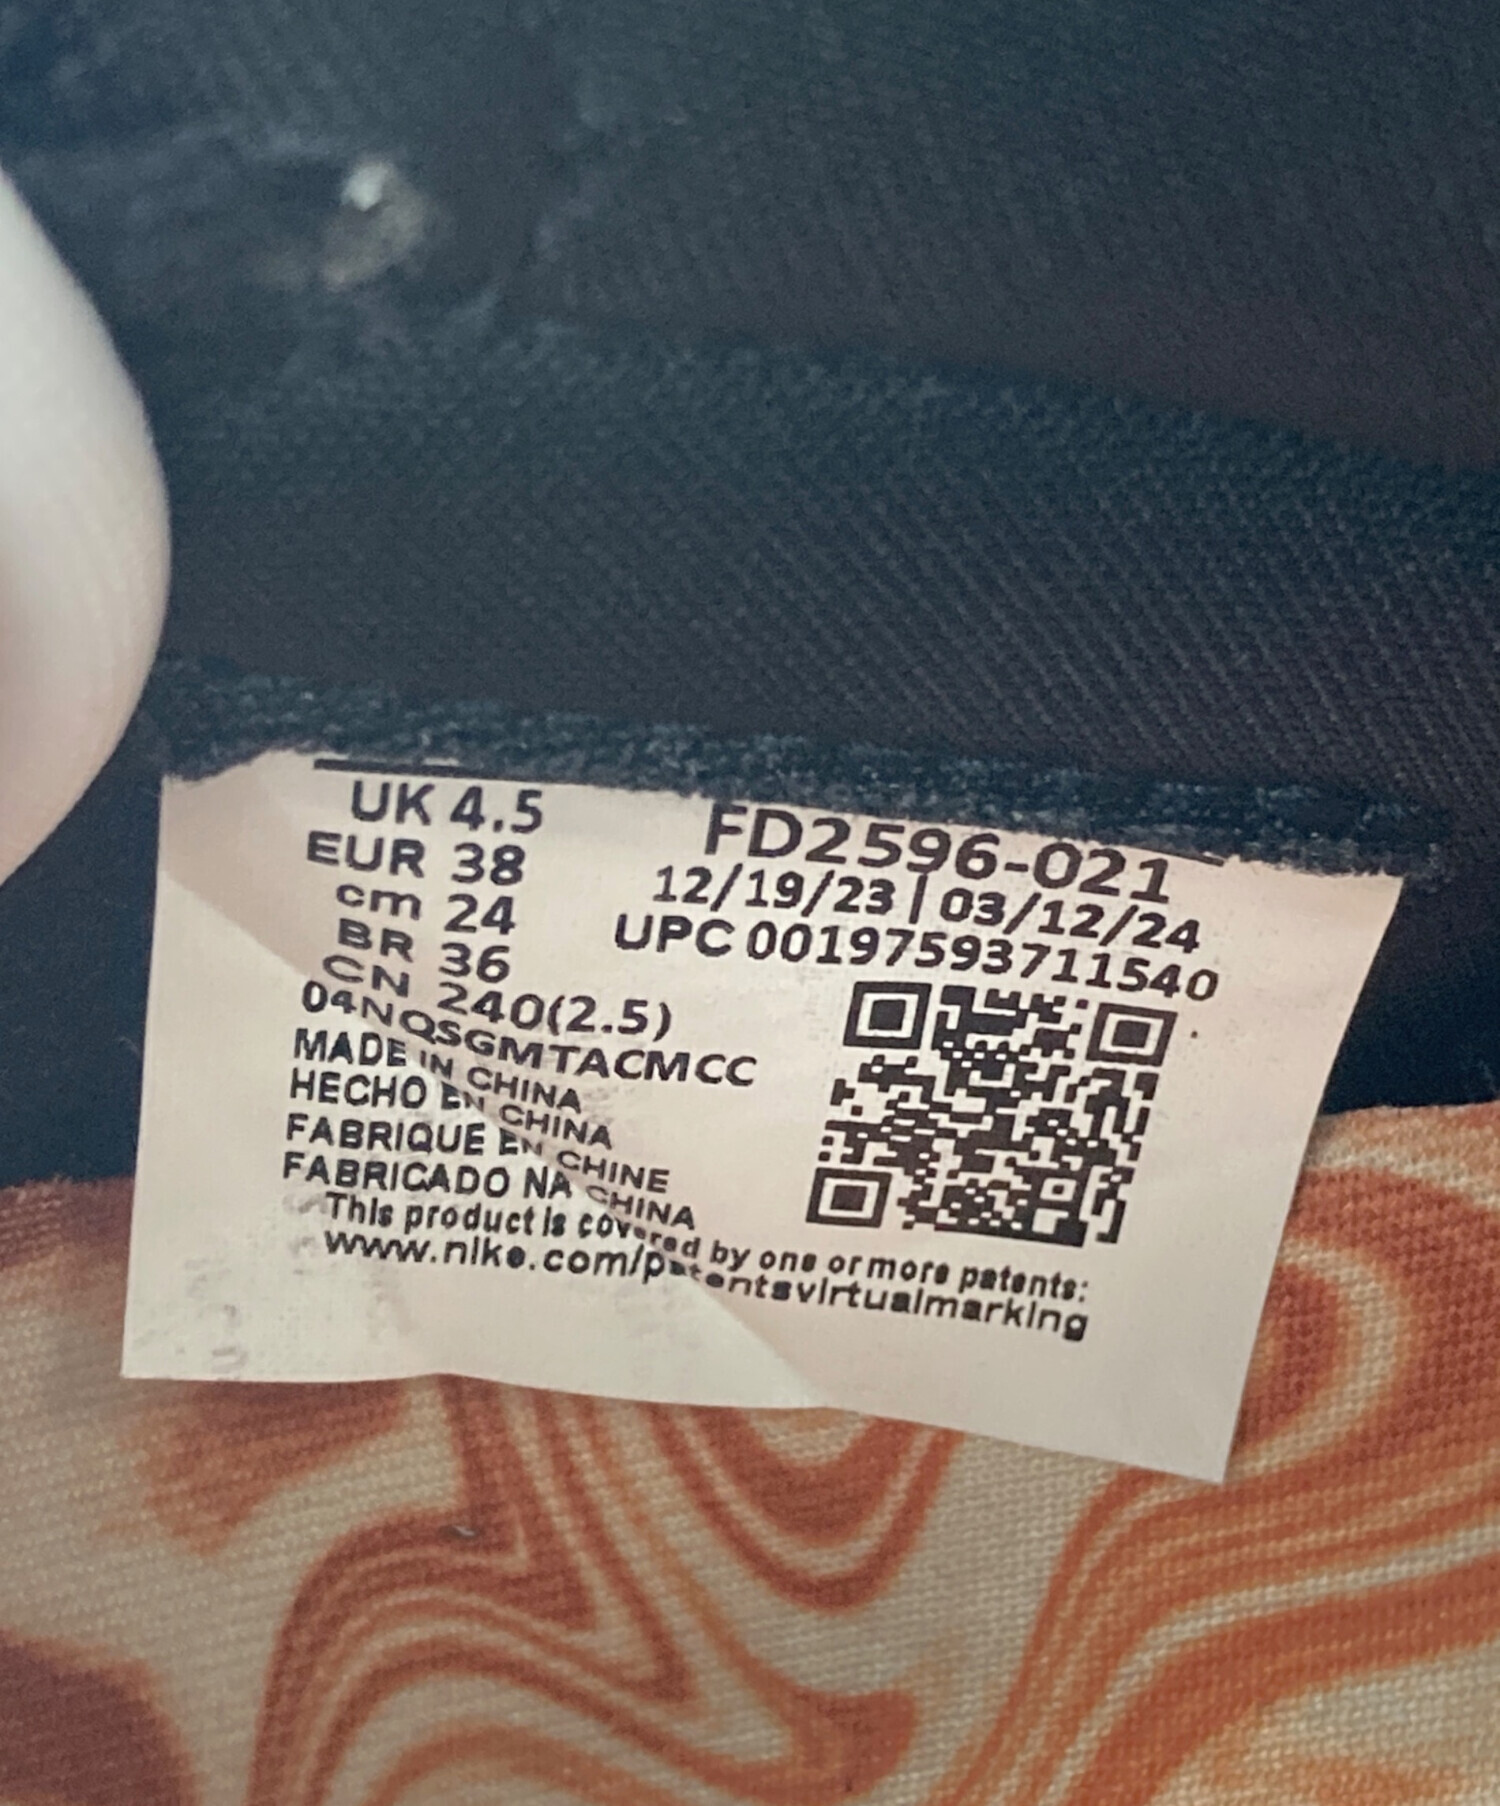 UK 4.5
EUR 38
cm 24
BR 36
CN 240(2.5)
04NQSGMTACMCC
MADE IN CHINA
HECHO EN CHINA
FABRIQUE EN CHINE
FABRICADO NA CHINA
FD2596-021
12/19/23 | 03/12/24
UPC 00197593711540
This product is covered by one or more patents:
www.nike.com/patentsvirtualmarking